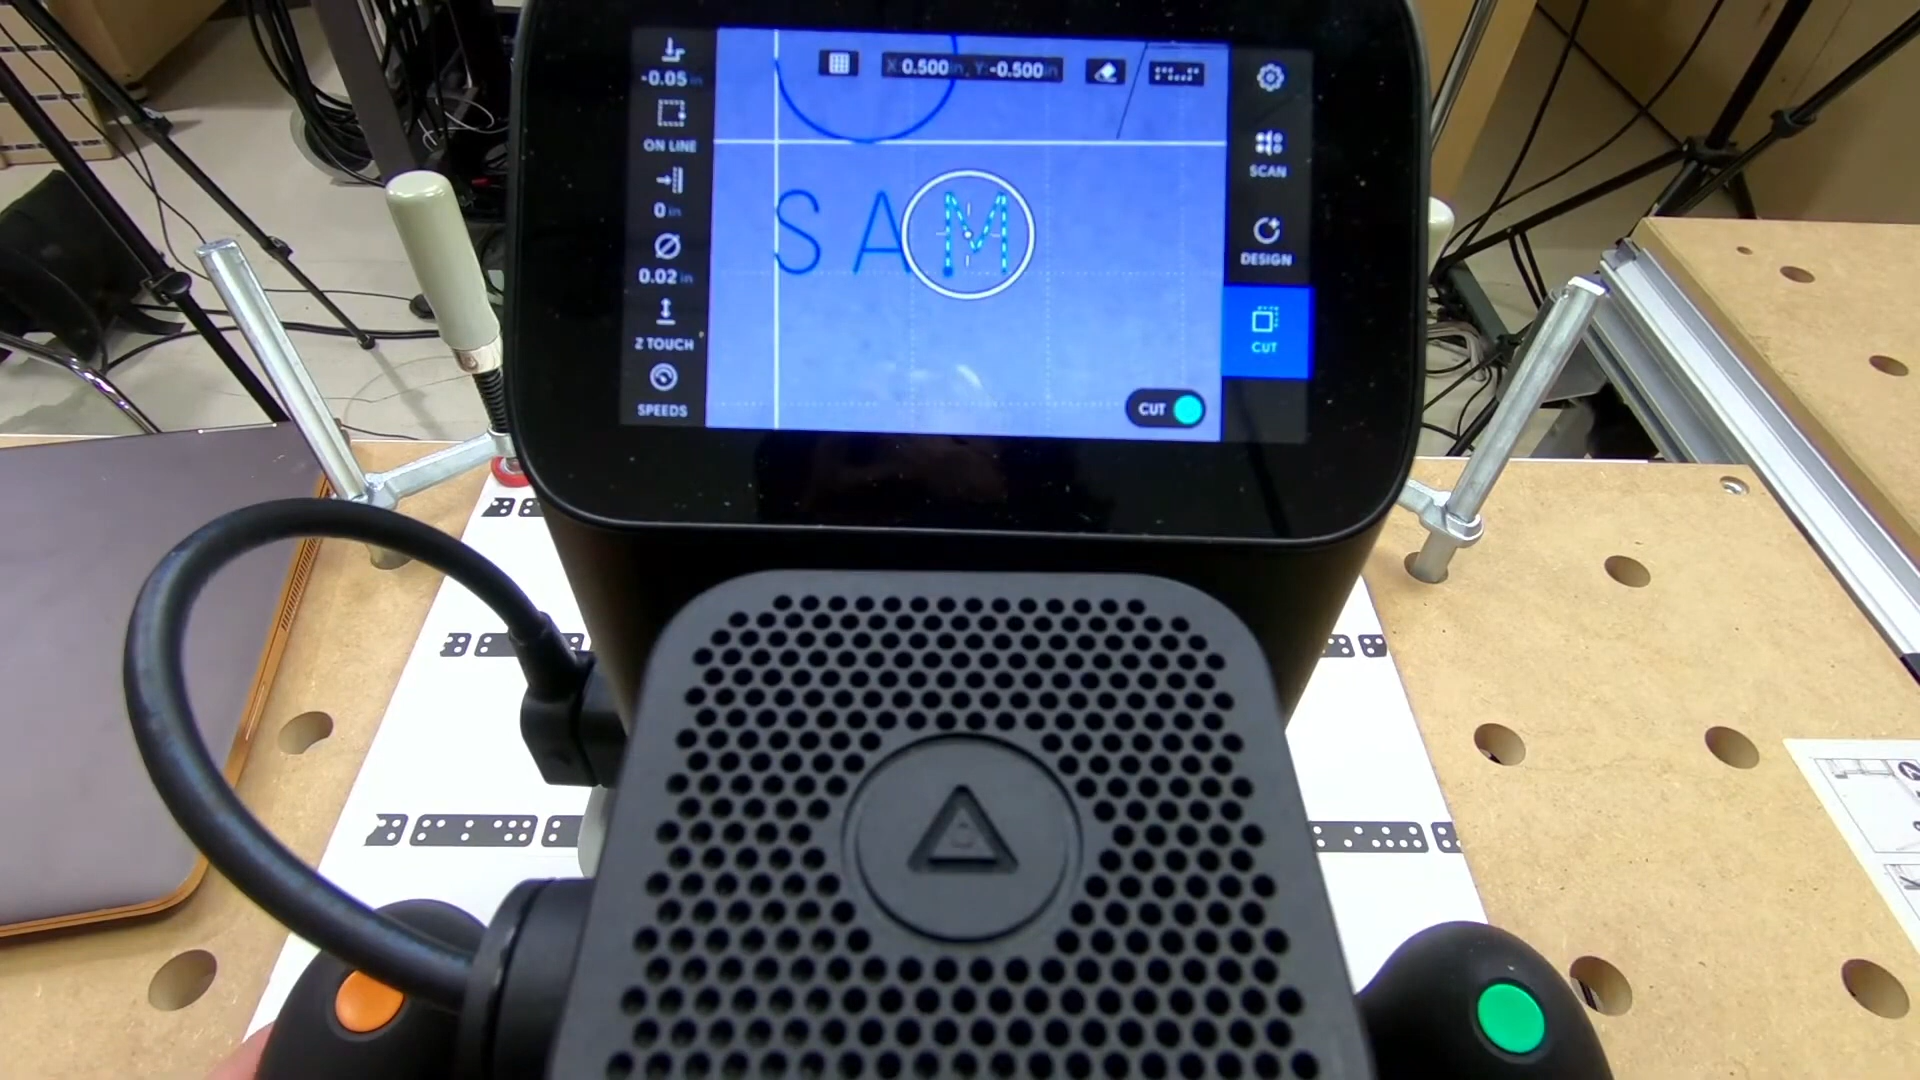 -0.05 in
ON LINE
0 in
0.02 in
Z TOUCH
SPEEDS
X: 0.500 in, Y: -0.500 in
SAM
CUT
SCAN
DESIGN
CUT